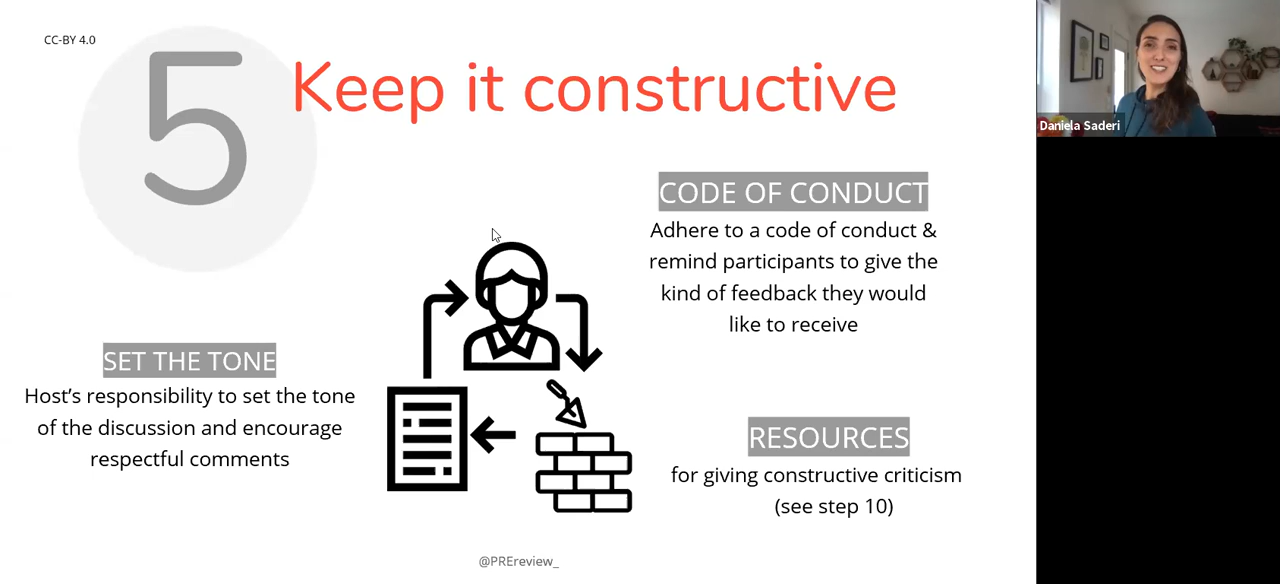 CC-BY 4.0
5
Keep it constructive
Daniela Saderi
CODE OF CONDUCT
Adhere to a code of conduct &
remind participants to give the
kind of feedback they would
like to receive
SET THE TONE
Host’s responsibility to set the tone
of the discussion and encourage
respectful comments
RESOURCES
for giving constructive criticism
(see step 10)
@PREreview_